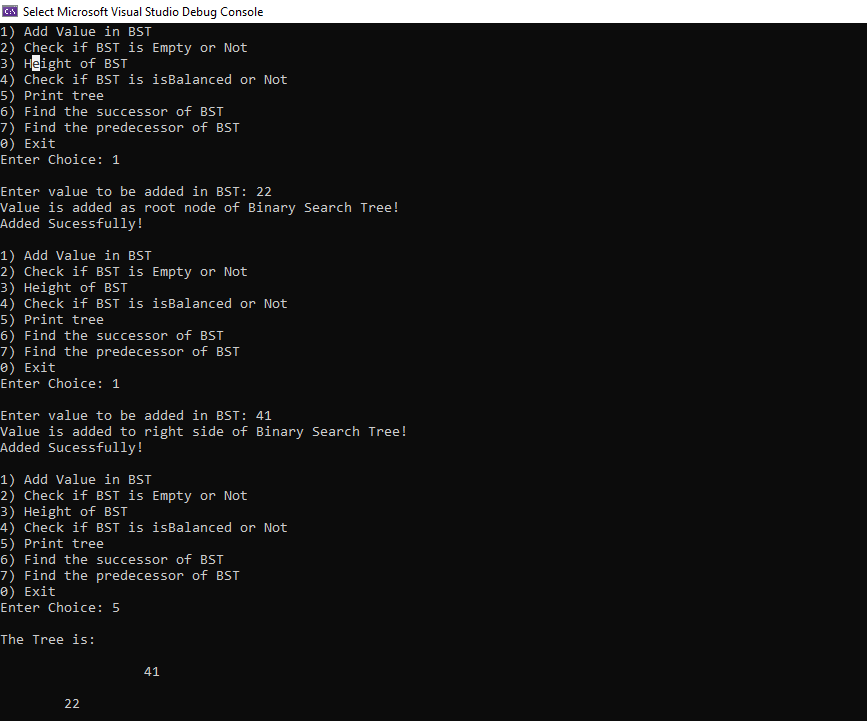 Select Microsoft Visual Studio Debug Console
1) Add Value in BST
2) Check if BST is Empty or Not
3) Height of BST
4) Check if BST is isBalanced or Not
5) Print tree
6) Find the successor of BST
7) Find the predecessor of BST
0) Exit
Enter Choice: 1
Enter value to be added in BST: 22
Value is added as root node of Binary Search Tree!
Added Sucessfully!
1) Add Value in BST
2) Check if BST is Empty or Not
3) Height of BST
4) Check if BST is isBalanced or Not
5) Print tree
6) Find the successor of BST
7) Find the predecessor of BST
0) Exit
Enter Choice: 1
Enter value to be added in BST: 41
Value is added to right side of Binary Search Tree!
Added Sucessfully!
1) Add Value in BST
2) Check if BST is Empty or Not
3) Height of BST
4) Check if BST is isBalanced or Not
5) Print tree
6) Find the successor of BST
7) Find the predecessor of BST
0) Exit
Enter Choice: 5
The Tree is:
41
22